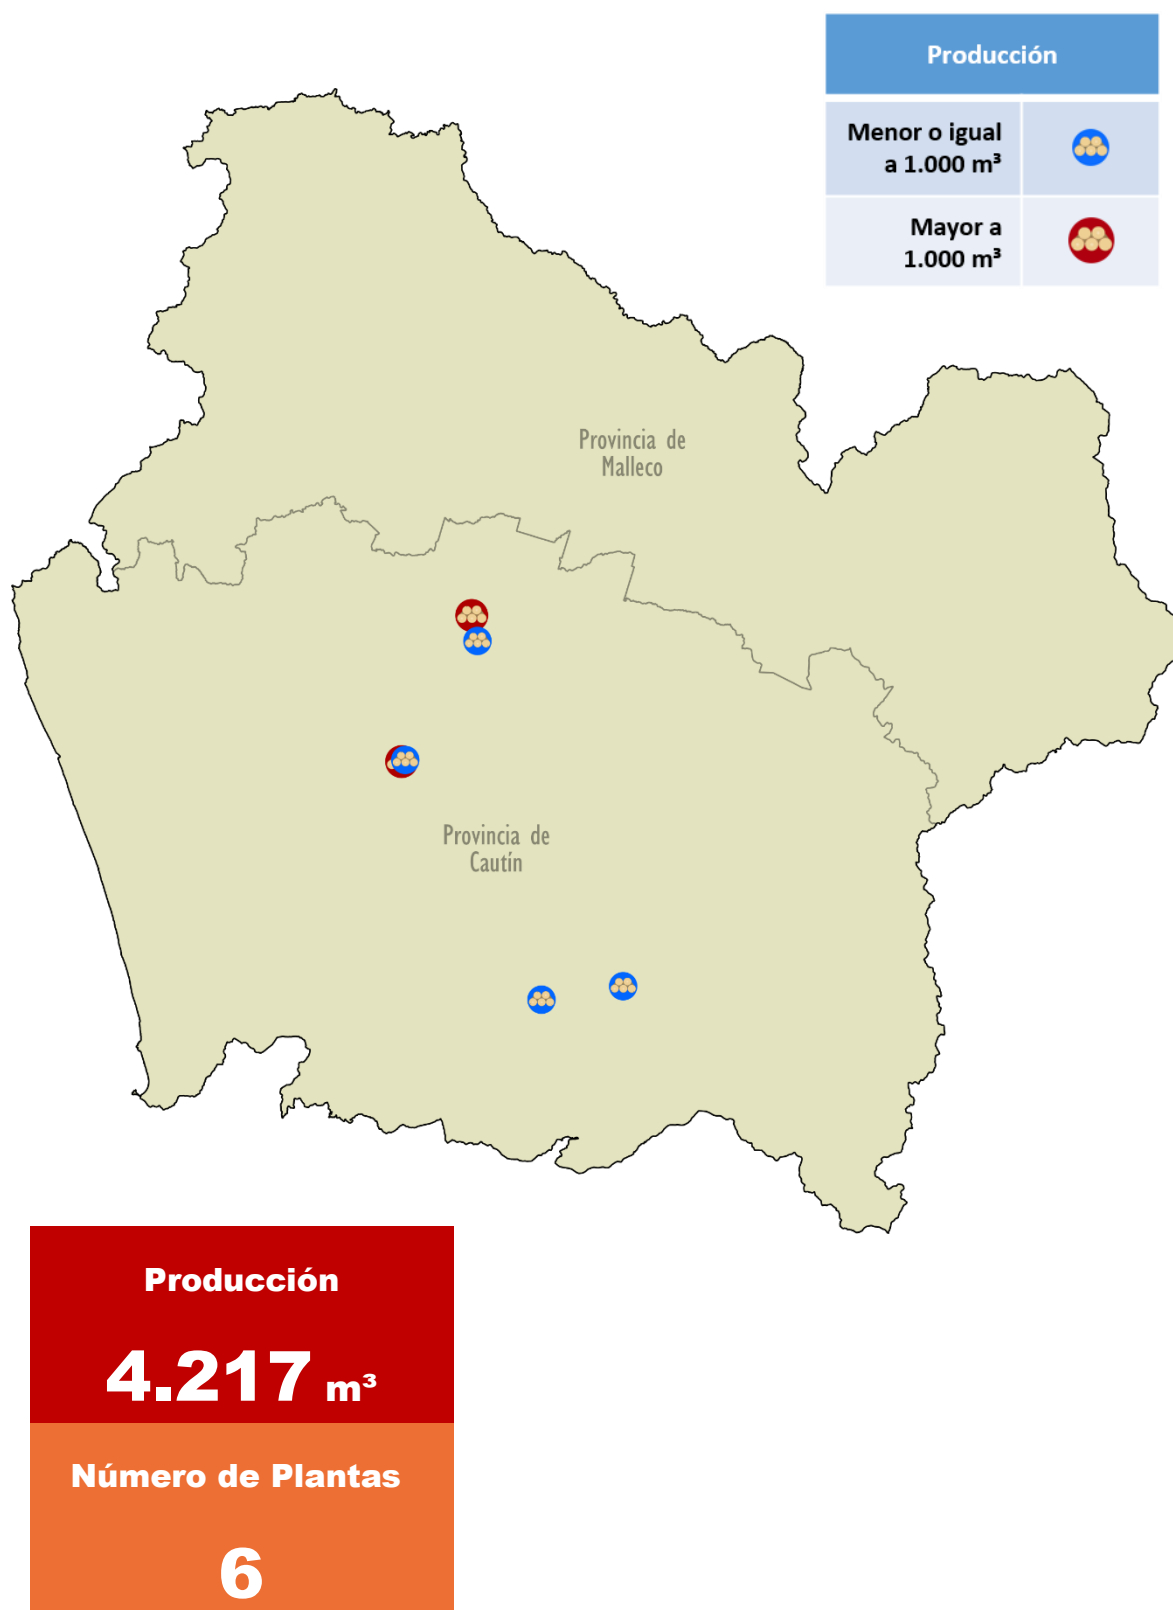 Producción
Menor o igual
a 1.000 m³
Mayor a
1.000 m³
Provincia de
Malleco
Provincia de
Cautín
Producción
4.217 m³
Número de Plantas
6